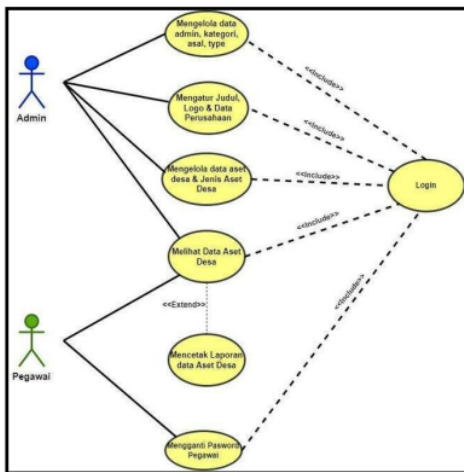 Mengelola data
admin, kategori,
asal, type
<<Include>>
Admin
Mengatur Judul,
Logo & Data
Perusahaan
<<Include>>
Mengelola data aset
desa & Jenis Aset
Desa
<<Include>>
Login
<<Include>>
Melihat Data Aset
Desa
<<Extend>>
<<Include>>
Pegawai
Mencetak Laporan
data Aset Desa
Mengganti Pasword
Pegawai